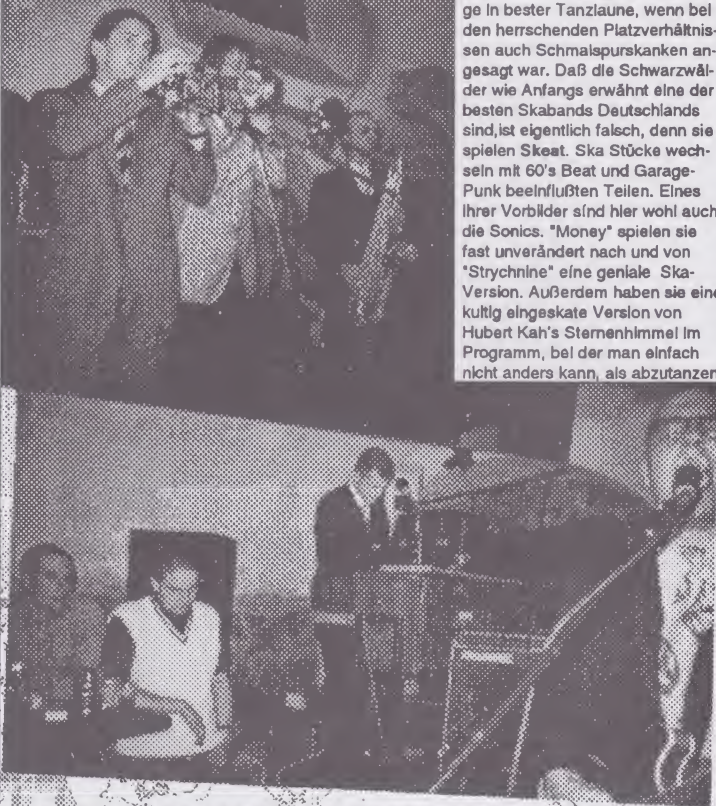 ge in bester Tanzlaune, wenn bei
den herrschenden Platzverhältnis-
sen auch Schmalspurskanken an-
gesagt war. Daß die Schwarzwäl-
der wie Anfangs erwähnt eine der
besten Skabands Deutschlands
sind,ist eigentlich falsch, denn sie
spielen Skeat. Ska Stücke wech-
seln mit 60's Beat und Garage-
Punk beeinflußten Teilen. Eines
ihrer Vorbilder sind hier wohl auch
die Sonics. "Money" spielen sie
fast unverändert nach und von
"Strychnine" eine geniale Ska-
Version. Außerdem haben sie eine
kultig eingeskate Version von
Hubert Kah's Sternenhimmel im
Programm, bei der man einfach
nicht anders kann, als abzutanzen